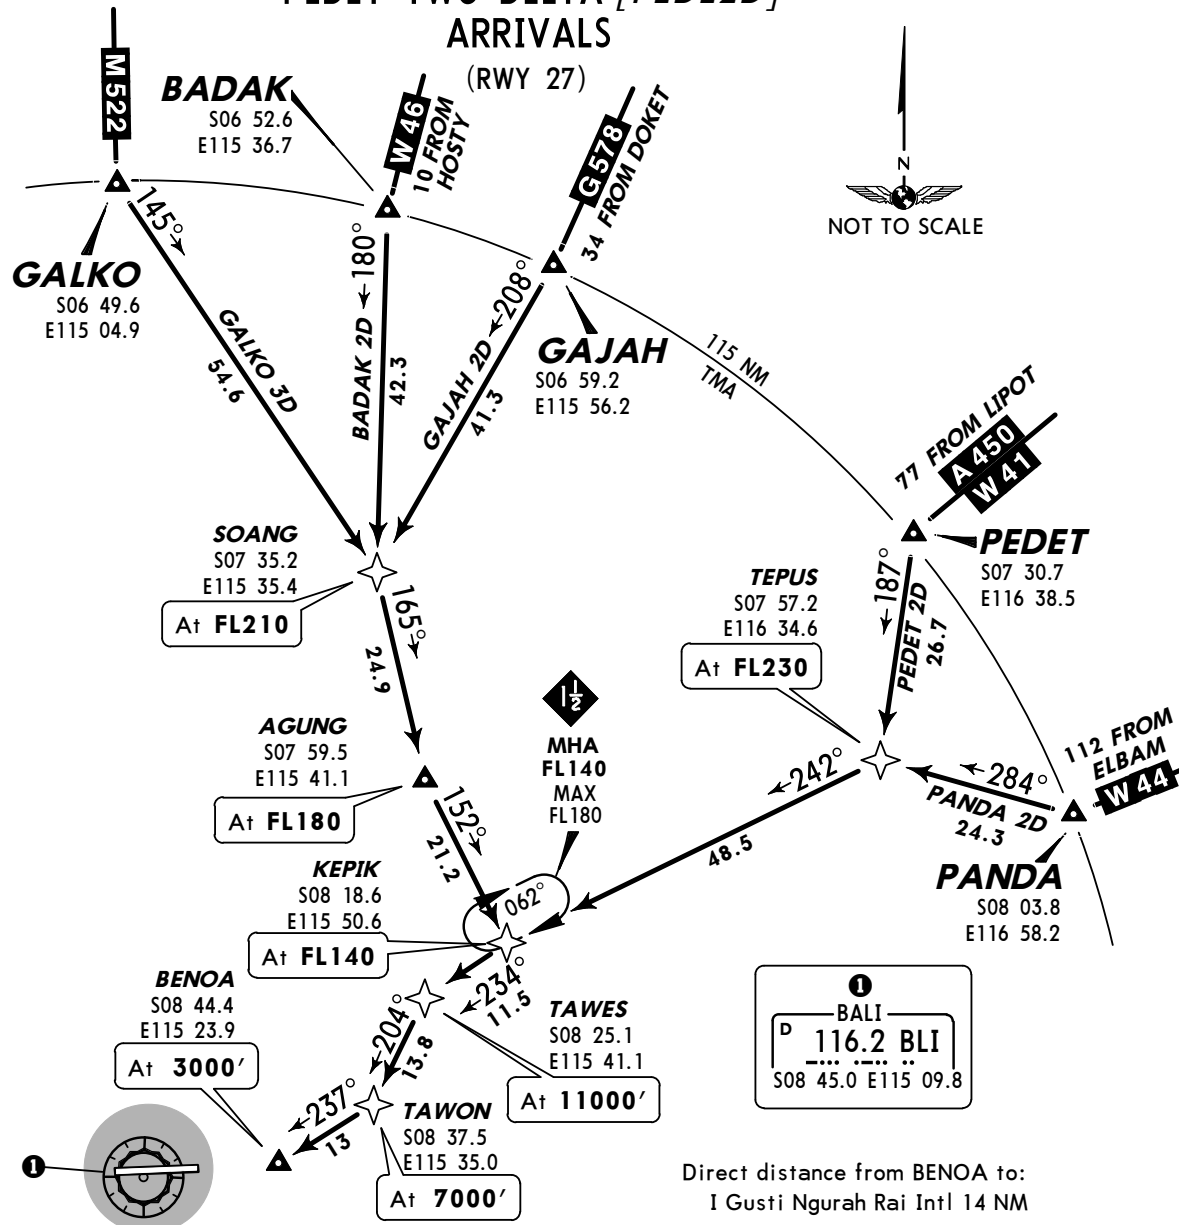 PEDET TWO DELTA [PEDE2D]
ARRIVALS
(RWY 27)
M 522
BADAK
S06 52.6
E115 36.7
W 46
10 FROM
HOSTY
G 578
34 FROM DOKET
N
NOT TO SCALE
GALKO
S06 49.6
E115 04.9
145°
GALKO 3D
54.6
180°
BADAK 2D
42.3
208°
GAJAH 2D
41.3
GAJAH
S06 59.2
E115 56.2
115 NM
TMA
77 FROM LIPOT
A 450
W 41
PEDET
S07 30.7
E116 38.5
187°
PEDET 2D
26.7
SOANG
S07 35.2
E115 35.4
At FL210
165°
24.9
TEPUS
S07 57.2
E116 34.6
At FL230
112 FROM
ELBAM
W 44
284°
PANDA 2D
24.3
PANDA
S08 03.8
E116 58.2
242°
48.5
1½
MHA
FL140
MAX
FL180
062°
AGUNG
S07 59.5
E115 41.1
At FL180
152°
21.2
KEPIK
S08 18.6
E115 50.6
At FL140
234°
11.5
TAWES
S08 25.1
E115 41.1
At 11000'
BENOA
S08 44.4
E115 23.9
At 3000'
204°
13.8
237°
13
TAWON
S08 37.5
E115 35.0
At 7000'
1
1
BALI
D 116.2 BLI
S08 45.0 E115 09.8
Direct distance from BENOA to:
I Gusti Ngurah Rai Intl 14 NM